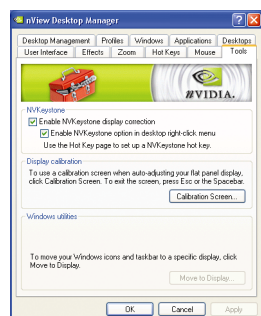 nView Desktop Manager
Desktop Management Profiles Windows Applications Desktops
User Interface Effects Zoom Hot Keys Mouse Tools
nVIDIA.
NVKeystone
Enable NVKeystone display correction
Enable NVKeystone option in desktop right-click menu
Use the Hot Key page to set up a NVKeystone hot key.
Display calibration
To use a calibration screen when auto-adjusting your flat panel display,
click Calibration Screen. To exit the screen, press Esc or the Spacebar.
Calibration Screen...
Windows utilities
To move your Windows icons and taskbar to a specific display, click
Move to Display.
Move to Display...
OK Cancel Apply